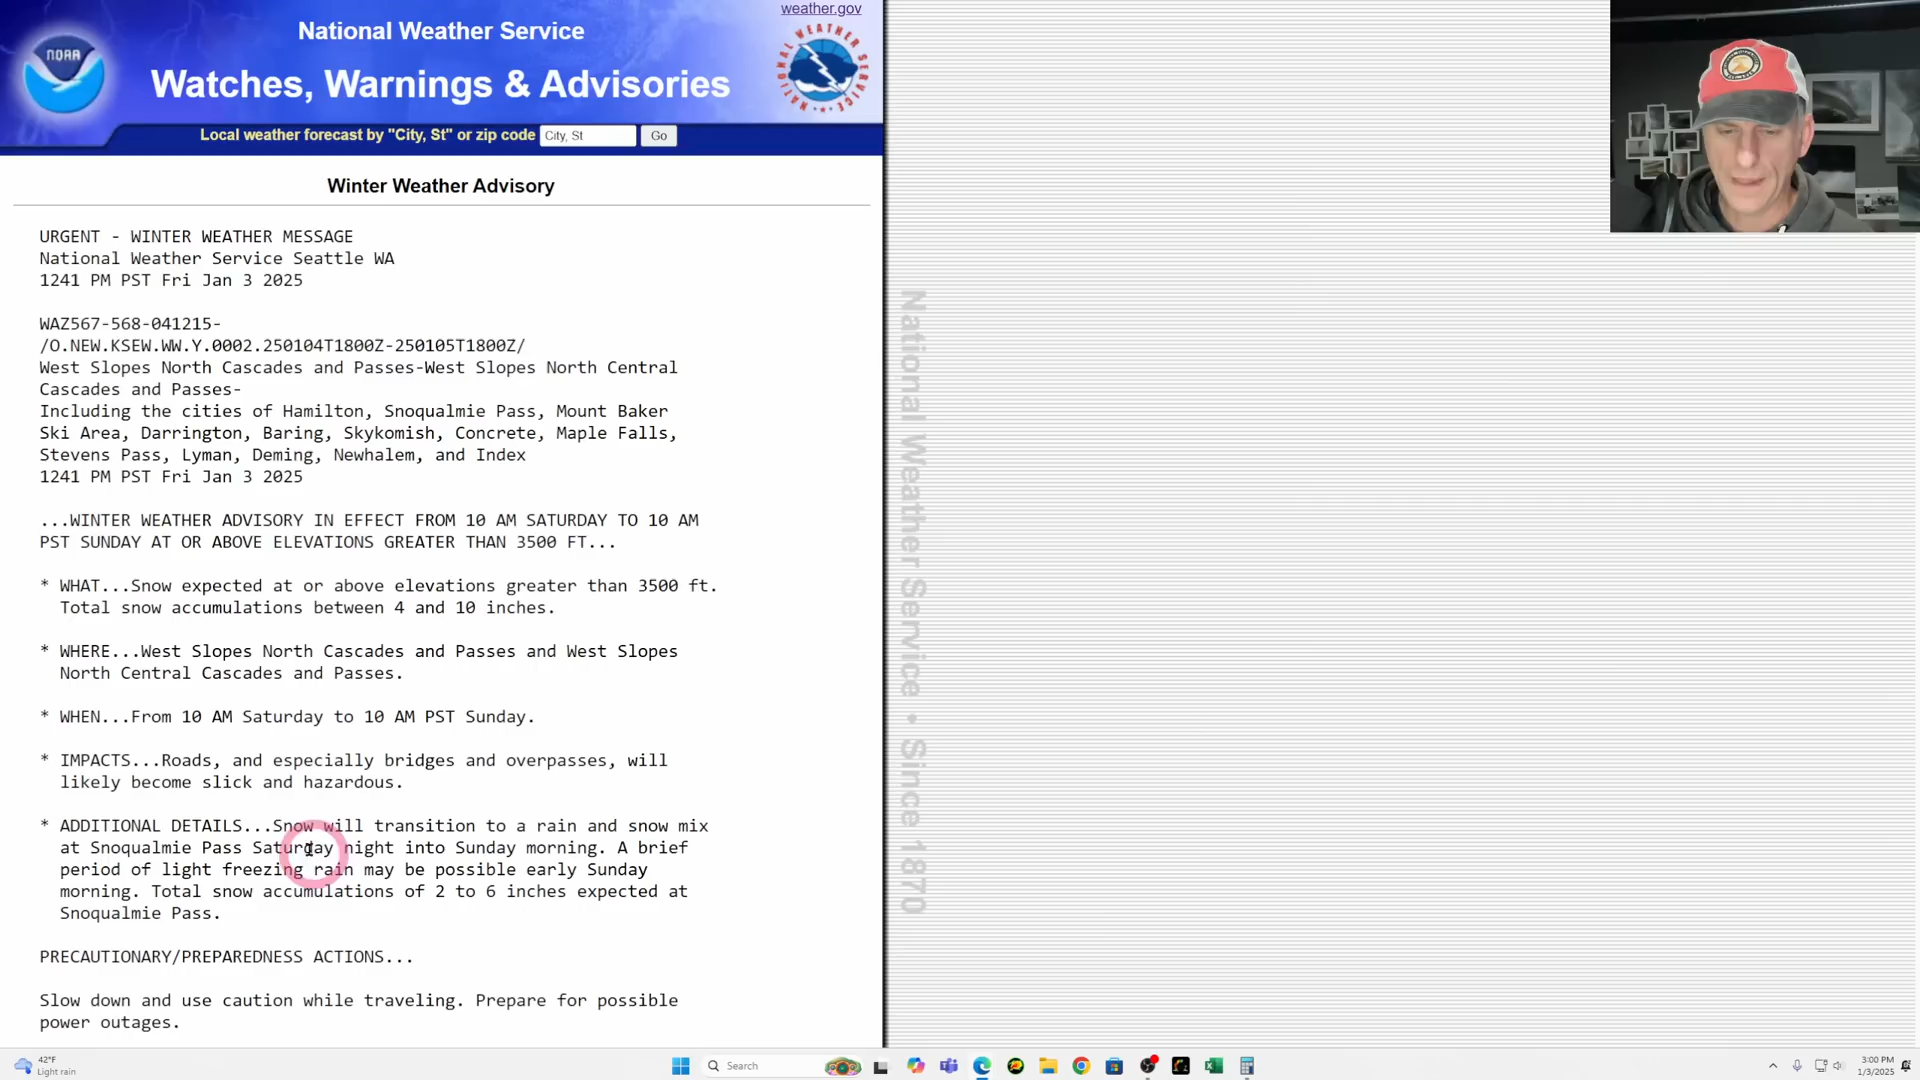 weather.gov
National Weather Service
Watches, Warnings & Advisories
NOAA
NATIONAL WEATHER SERVICE
Local weather forecast by "City, St" or zip code City, St Go
Winter Weather Advisory
URGENT - WINTER WEATHER MESSAGE
National Weather Service Seattle WA
1241 PM PST Fri Jan 3 2025
WAZ567-568-041215-
/O.NEW.KSEW.WW.Y.0002.250104T1800Z-250105T1800Z/
West Slopes North Cascades and Passes-West Slopes North Central
Cascades and Passes-
Including the cities of Hamilton, Snoqualmie Pass, Mount Baker
Ski Area, Darrington, Baring, Skykomish, Concrete, Maple Falls,
Stevens Pass, Lyman, Deming, Newhalem, and Index
1241 PM PST Fri Jan 3 2025
...WINTER WEATHER ADVISORY IN EFFECT FROM 10 AM SATURDAY TO 10 AM
PST SUNDAY AT OR ABOVE ELEVATIONS GREATER THAN 3500 FT...
* WHAT...Snow expected at or above elevations greater than 3500 ft.
Total snow accumulations between 4 and 10 inches.
* WHERE...West Slopes North Cascades and Passes and West Slopes
North Central Cascades and Passes.
* WHEN...From 10 AM Saturday to 10 AM PST Sunday.
* IMPACTS...Roads, and especially bridges and overpasses, will
likely become slick and hazardous.
* ADDITIONAL DETAILS...Snow will transition to a rain and snow mix
at Snoqualmie Pass Saturday night into Sunday morning. A brief
period of light freezing rain may be possible early Sunday
morning. Total snow accumulations of 2 to 6 inches expected at
Snoqualmie Pass.
PRECAUTIONARY/PREPAREDNESS ACTIONS...
Slow down and use caution while traveling. Prepare for possible
power outages.
National Weather Service • Since 1870
42°F
Light rain
Search
3:00 PM
1/3/2025